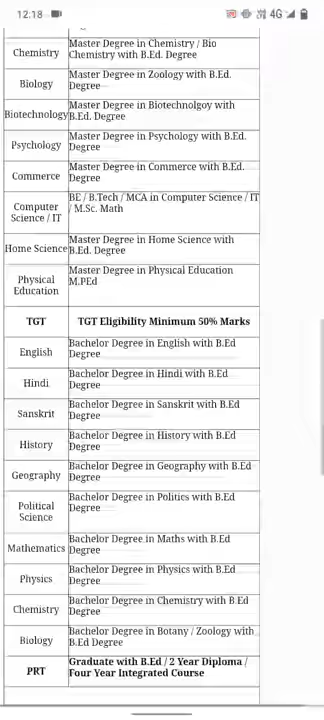 12.18
4G
Chemistry
Master Degree in Chemistry / Bio
Chemistry with B.Ed. Degree
Biology
Master Degree in Zoology with B.Ed.
Degree
Biotechnology
Master Degree in Biotechnolgoy with
B.Ed. Degree
Psychology
Master Degree in Psychology with B.Ed.
Degree
Commerce
Master Degree in Commerce with B.Ed.
Degree
Computer
Science / IT
BE / B.Tech / MCA in Computer Science / IT
/ M.Sc. Math
Home Science
Master Degree in Home Science with
B.Ed. Degree
Physical
Education
Master Degree in Physical Education
M.PEd
TGT
TGT Eligibility Minimum 50% Marks
English
Bachelor Degree in English with B.Ed
Degree
Hindi
Bachelor Degree in Hindi with B.Ed
Degree
Sanskrit
Bachelor Degree in Sanskrit with B.Ed
Degree
History
Bachelor Degree in History with B.Ed
Degree
Geography
Bachelor Degree in Geography with B.Ed
Degree
Political
Science
Bachelor Degree in Politics with B.Ed
Degree
Mathematics
Bachelor Degree in Maths with B.Ed
Degree
Physics
Bachelor Degree in Physics with B.Ed
Degree
Chemistry
Bachelor Degree in Chemistry with B.Ed
Degree
Biology
Bachelor Degree in Botany / Zoology with
B.Ed Degree
PRT
Graduate with B.Ed / 2 Year Diploma /
Four Year Integrated Course